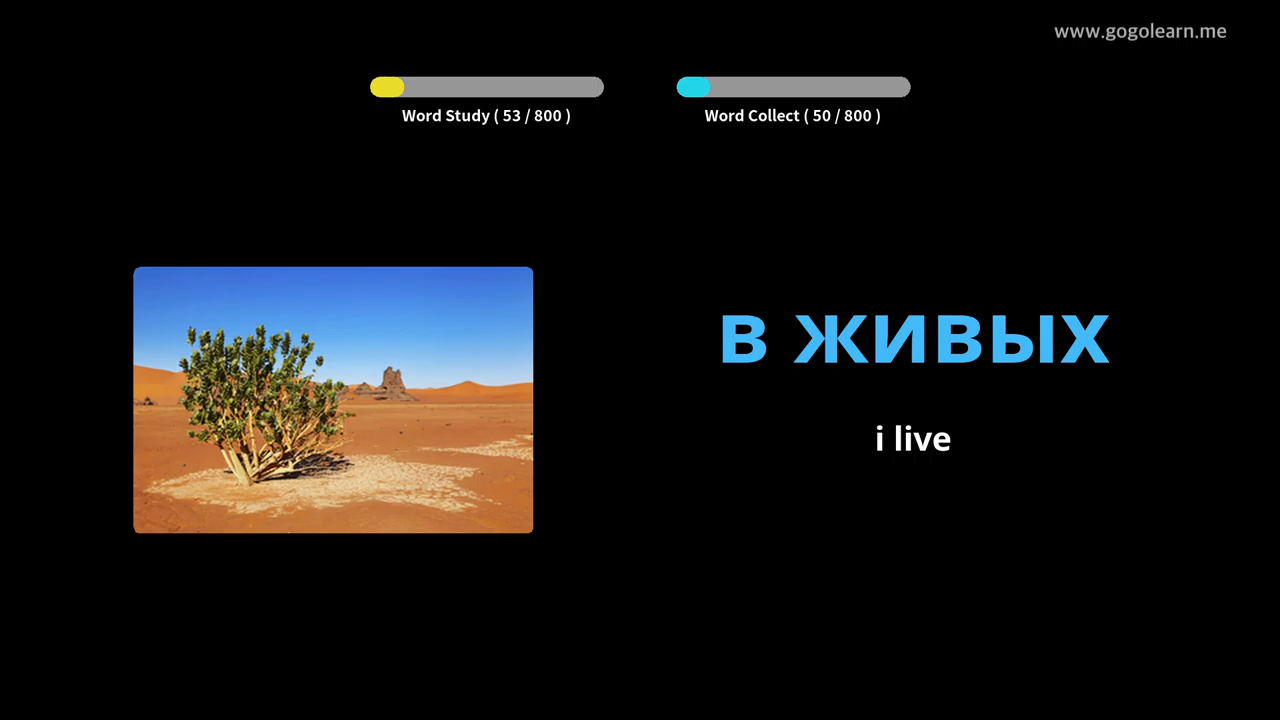 www.gogolearn.me
Word Study ( 53 / 800 )
Word Collect ( 50 / 800 )
в живых
i live